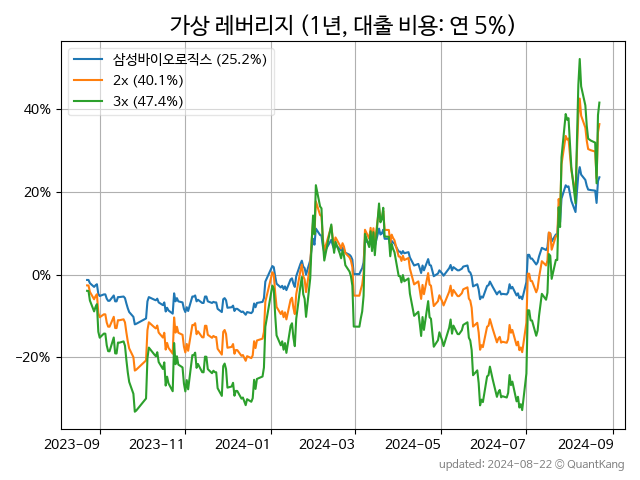 가상 레버리지 (1년, 대출 비용: 연 5%)
삼성바이오로직스 (25.2%)
2x (40.1%)
3x (47.4%)
40%
20%
0%
−20%
2023-09 2023-11 2024-01 2024-03 2024-05 2024-07 2024-09
updated: 2024-08-22 © QuantKang